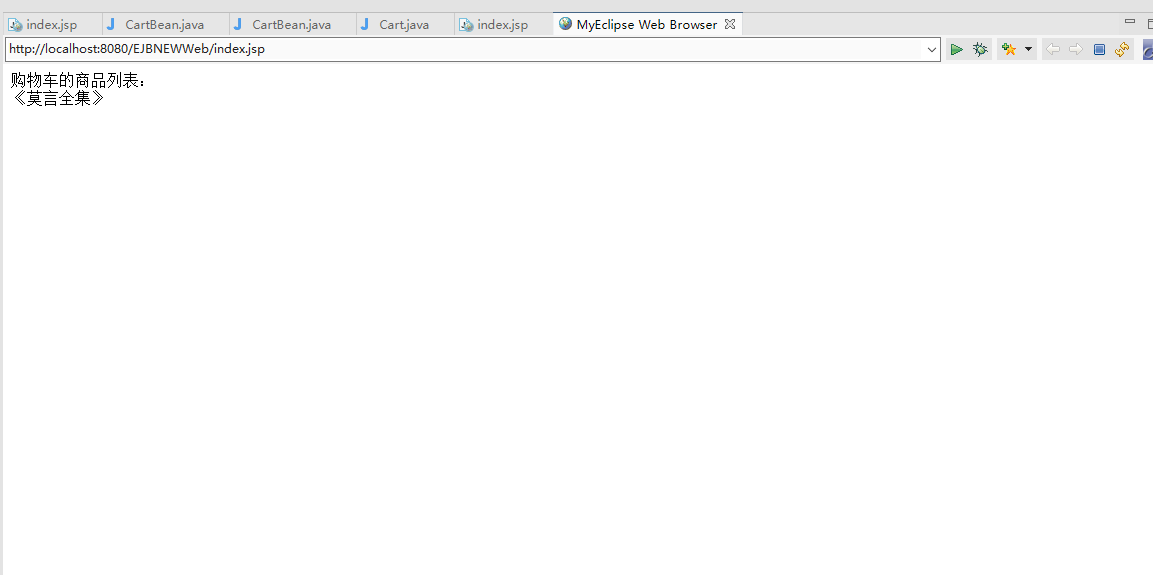 index.jsp CartBean.java CartBean.java Cart.java index.jsp MyEclipse Web Browser
http://localhost:8080/EJBNEWWeb/index.jsp
购物车的商品列表：
《莫言全集》